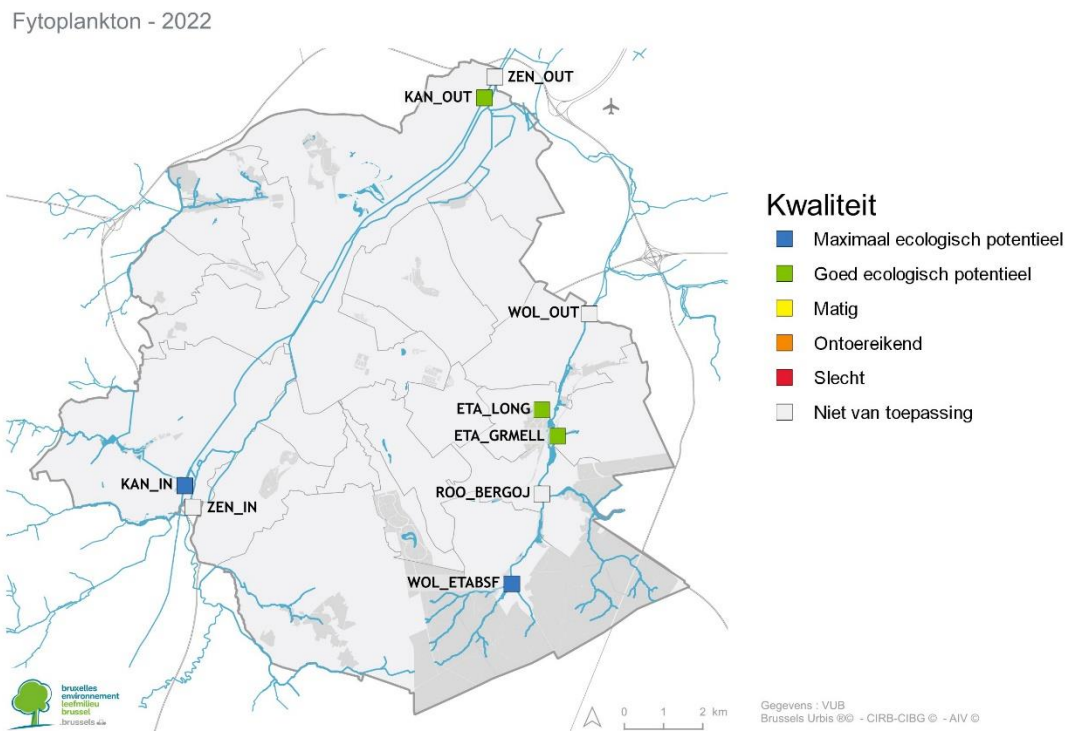 Fytoplankton - 2022
ZEN_OUT
KAN_OUT
WOL_OUT
ETA_LONG
ETA_GRMELL
KAN_IN
ZEN_IN
ROO_BERGOJ
WOL_ETABSF
Kwaliteit
Maximaal ecologisch potentieel
Goed ecologisch potentieel
Matig
Ontoereikend
Slecht
Niet van toepassing
bruxelles
environnement
leefmilieu
brussel
.brussels
0 1 2 km
Gegevens : VUB
Brussels Urbis ®© - CIRB-CIBG © - AIV ©